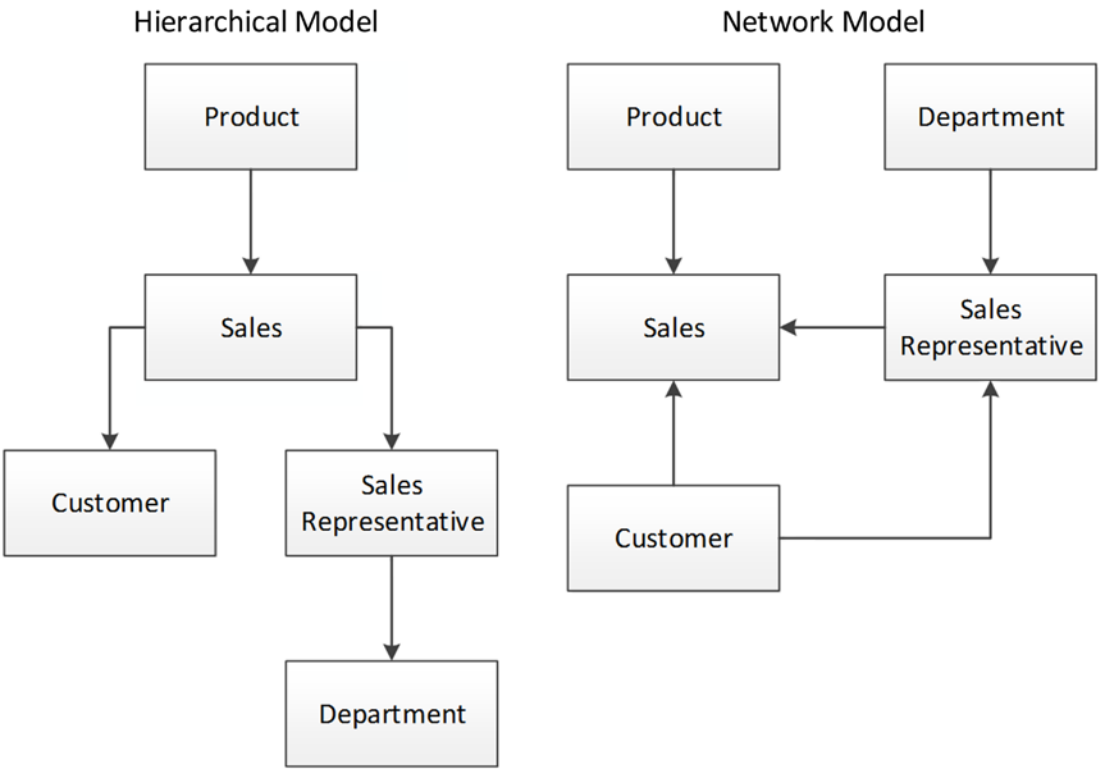 Hierarchical Model
Product
Sales
Customer
Sales
Representative
Department
Network Model
Product
Department
Sales
Sales
Representative
Customer